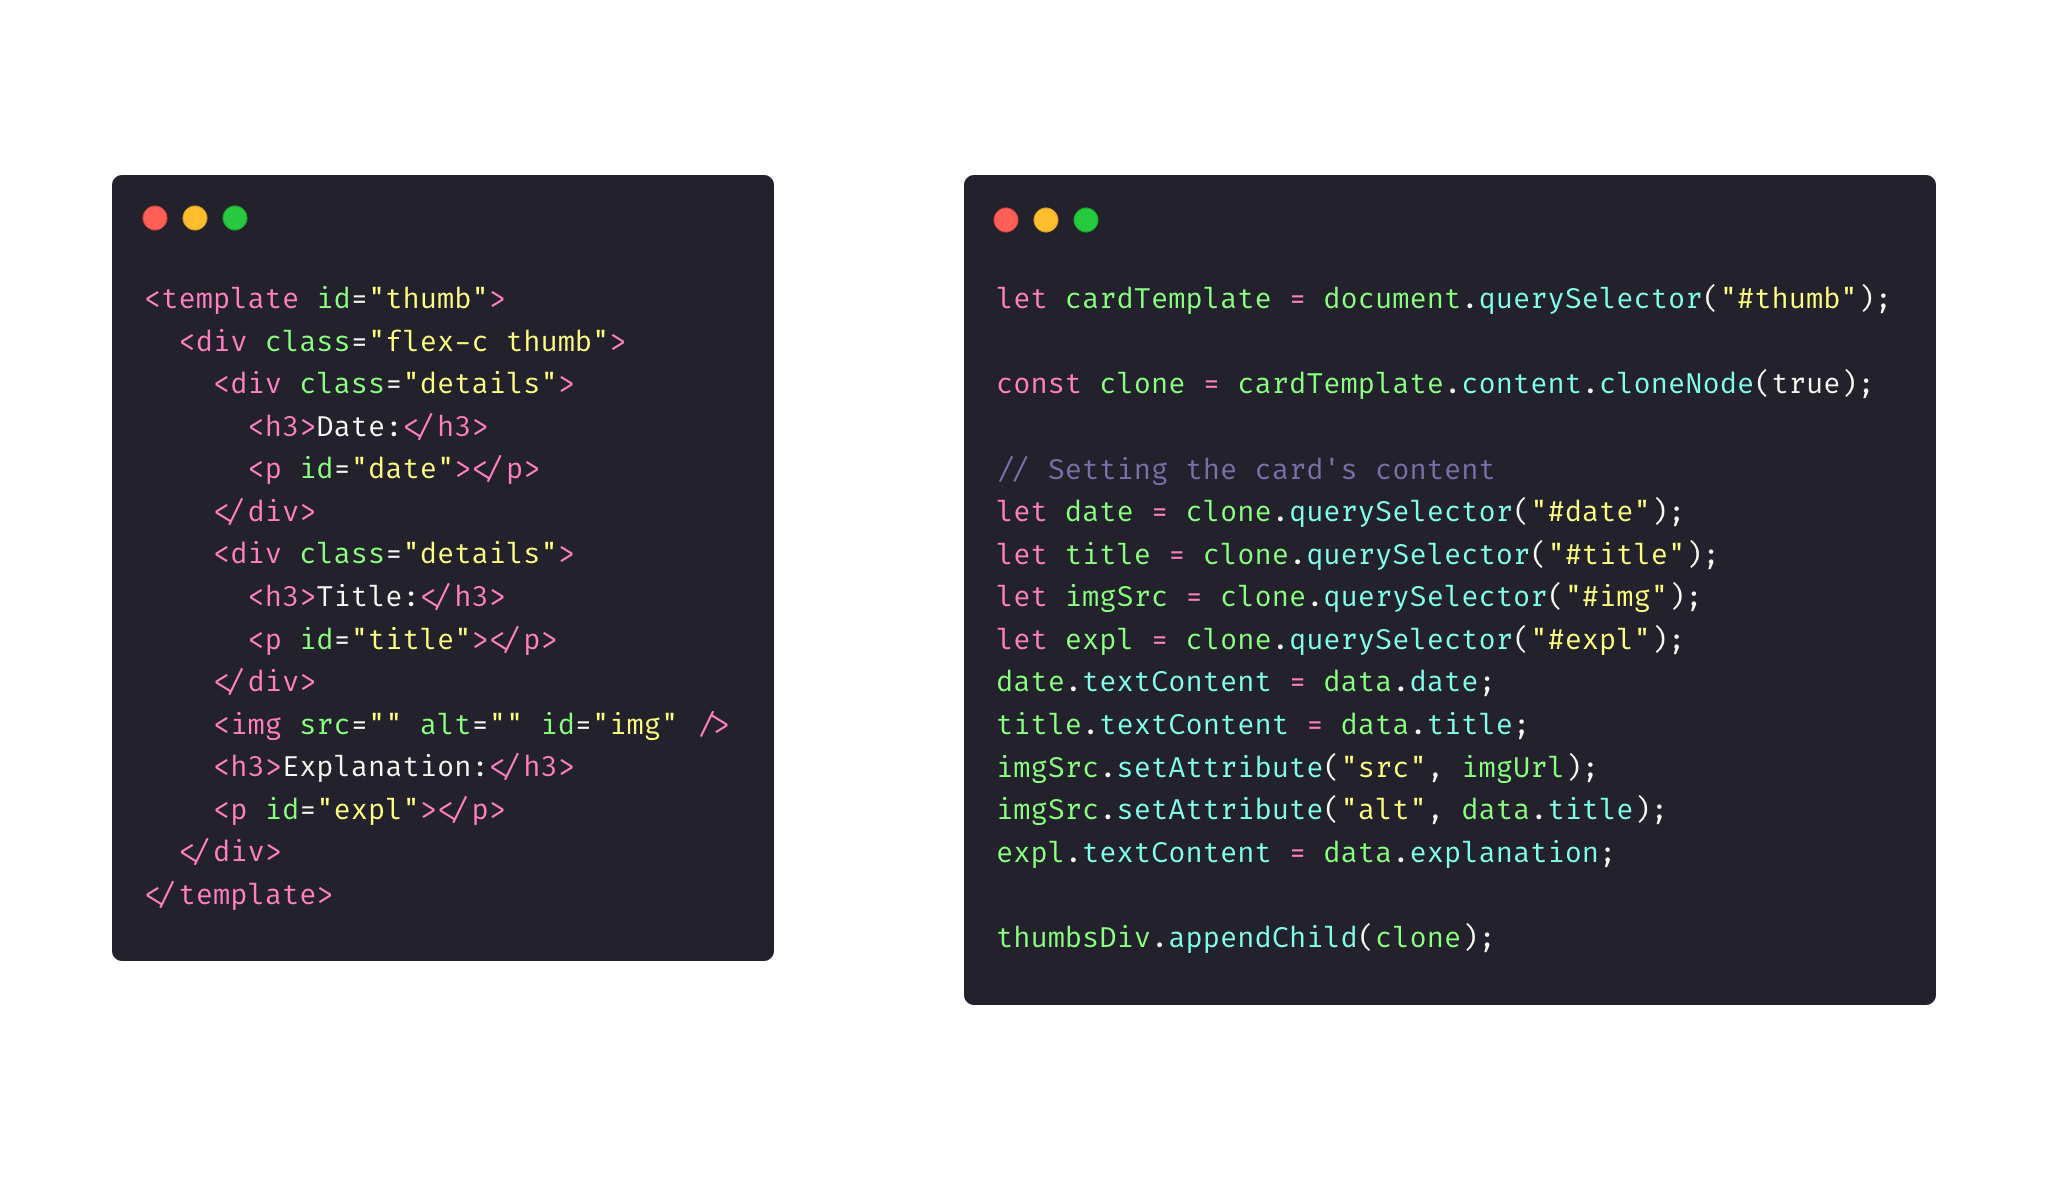 <template id="thumb">
  <div class="flex-c thumb">
    <div class="details">
      <h3>Date:</h3>
      <p id="date"></p>
    </div>
    <div class="details">
      <h3>Title:</h3>
      <p id="title"></p>
    </div>
    <img src="" alt="" id="img" />
    <h3>Explanation:</h3>
    <p id="expl"></p>
  </div>
</template>
let cardTemplate = document.querySelector("#thumb");
const clone = cardTemplate.content.cloneNode(true);
// Setting the card's content
let date = clone.querySelector("#date");
let title = clone.querySelector("#title");
let imgSrc = clone.querySelector("#img");
let expl = clone.querySelector("#expl");
date.textContent = data.date;
title.textContent = data.title;
imgSrc.setAttribute("src", imgUrl);
imgSrc.setAttribute("alt", data.title);
expl.textContent = data.explanation;
thumbsDiv.appendChild(clone);